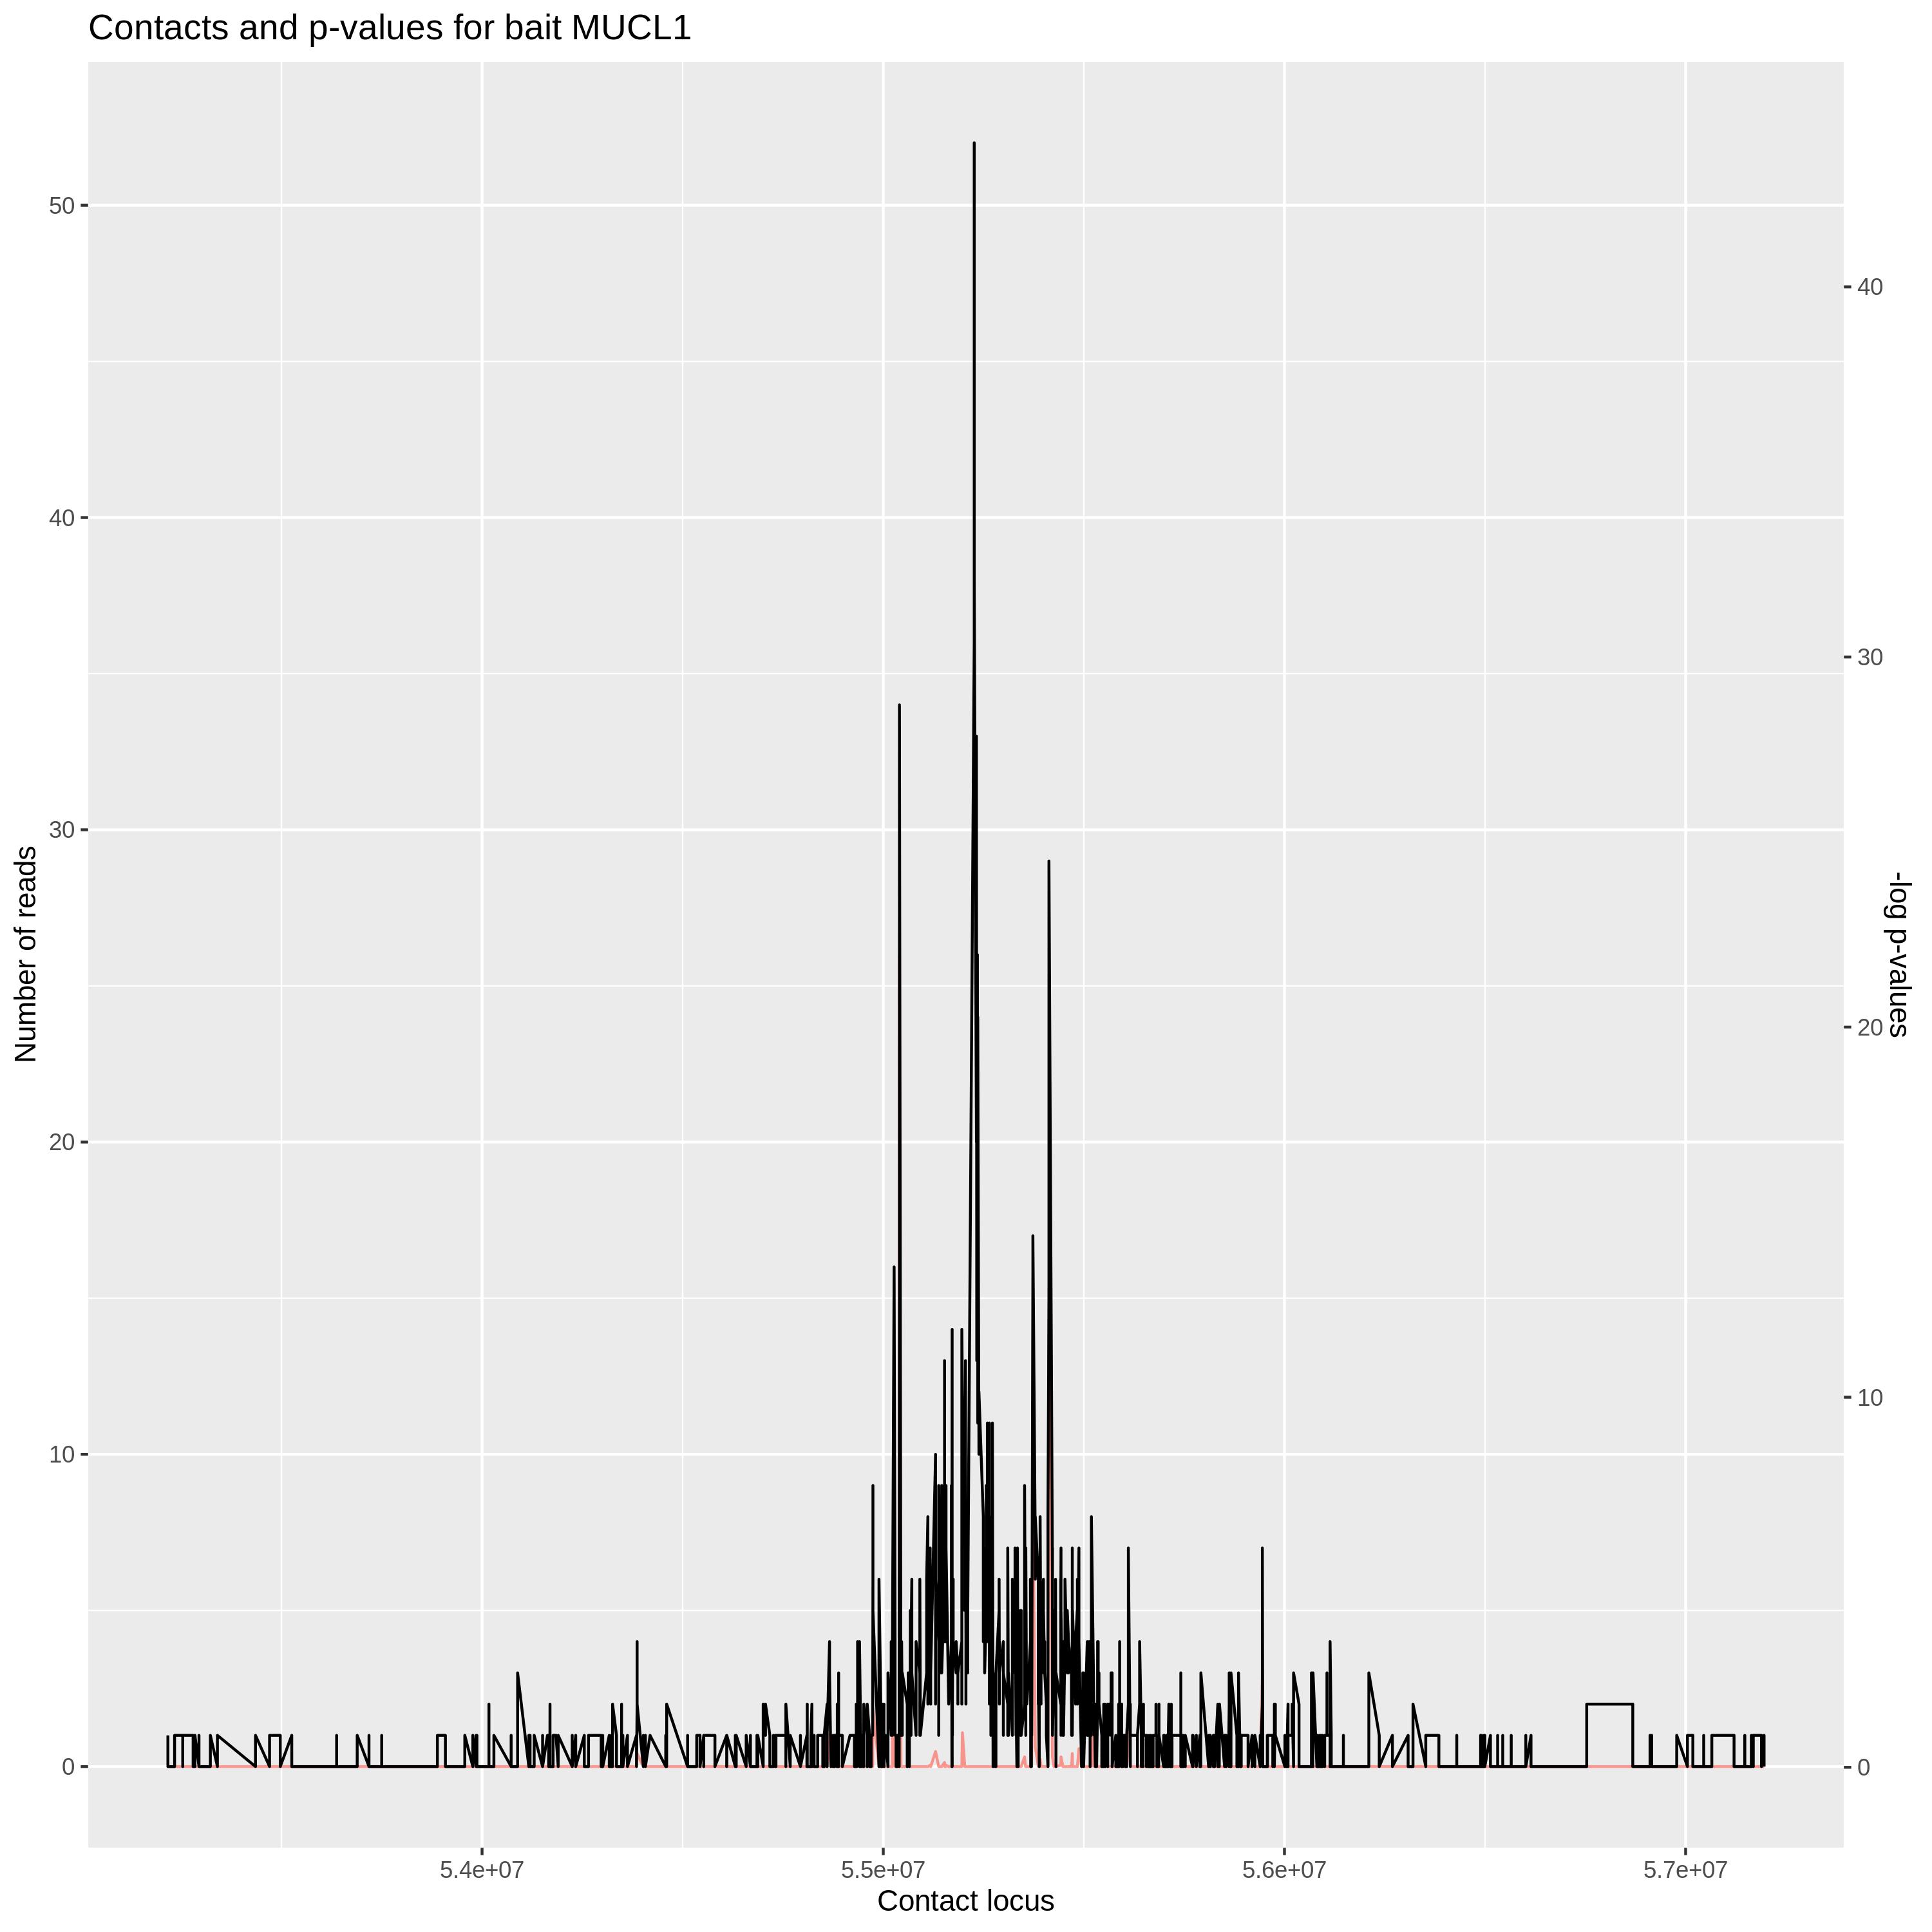 Contacts and p-values for bait MUCL1
50
40
30
20
10
0
Number of reads
40
30
20
10
0
-log p-values
5.4e+07
5.5e+07
5.6e+07
5.7e+07
Contact locus